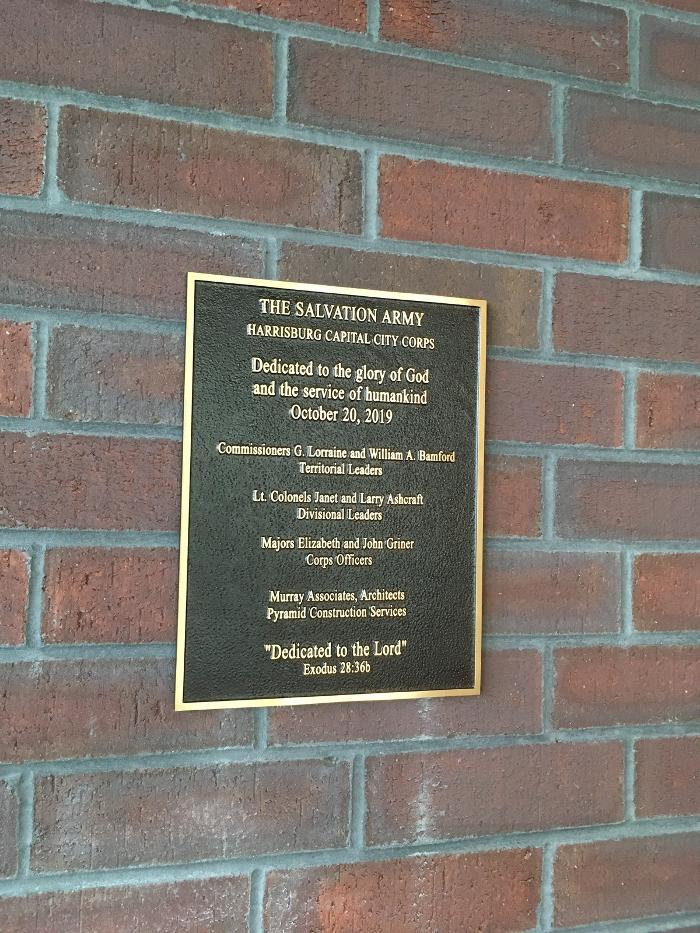 THE SALVATION ARMY
HARRISBURG CAPITAL CITY CORPS
Dedicated to the glory of God
and the service of humankind
October 20, 2019
Commissioners G. Lorraine and William A. Bamford
Territorial Leaders
Lt. Colonels Janet and Larry Ashcraft
Divisional Leaders
Majors Elizabeth and John Griner
Corps Officers
Murray Associates, Architects
Pyramid Construction Services
"Dedicated to the Lord"
Exodus 28:36b